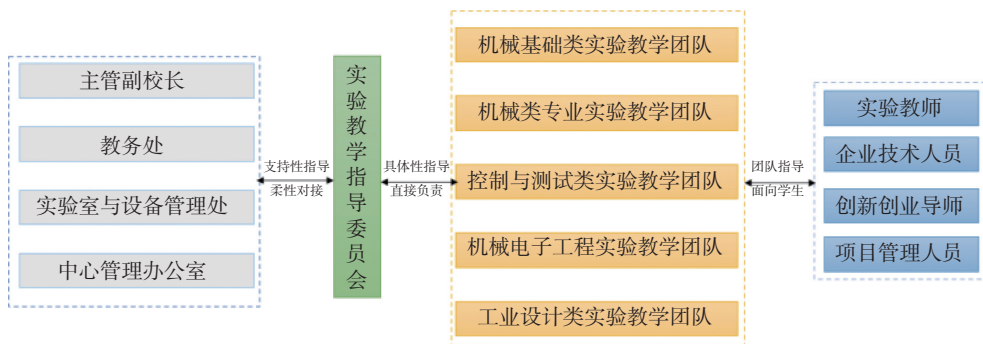 主管副校长
教务处
实验室与设备管理处
中心管理办公室
支持性指导
柔性对接
实验教学指导委员会
具体性指导
直接负责
机械基础类实验教学团队
机械类专业实验教学团队
控制与测试类实验教学团队
机械电子工程实验教学团队
工业设计类实验教学团队
团队指导
面向学生
实验教师
企业技术人员
创新创业导师
项目管理人员